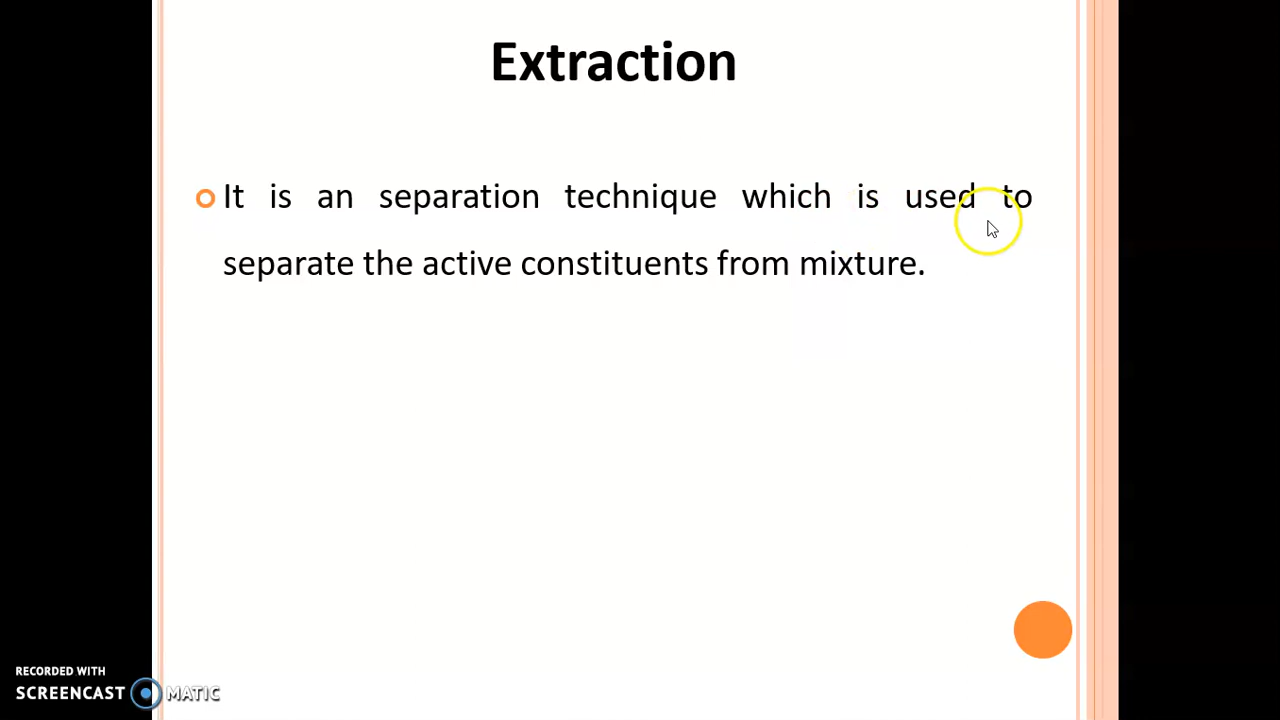 Extraction
It is an separation technique which is used to
separate the active constituents from mixture.
RECORDED WITH
SCREENCAST MATIC